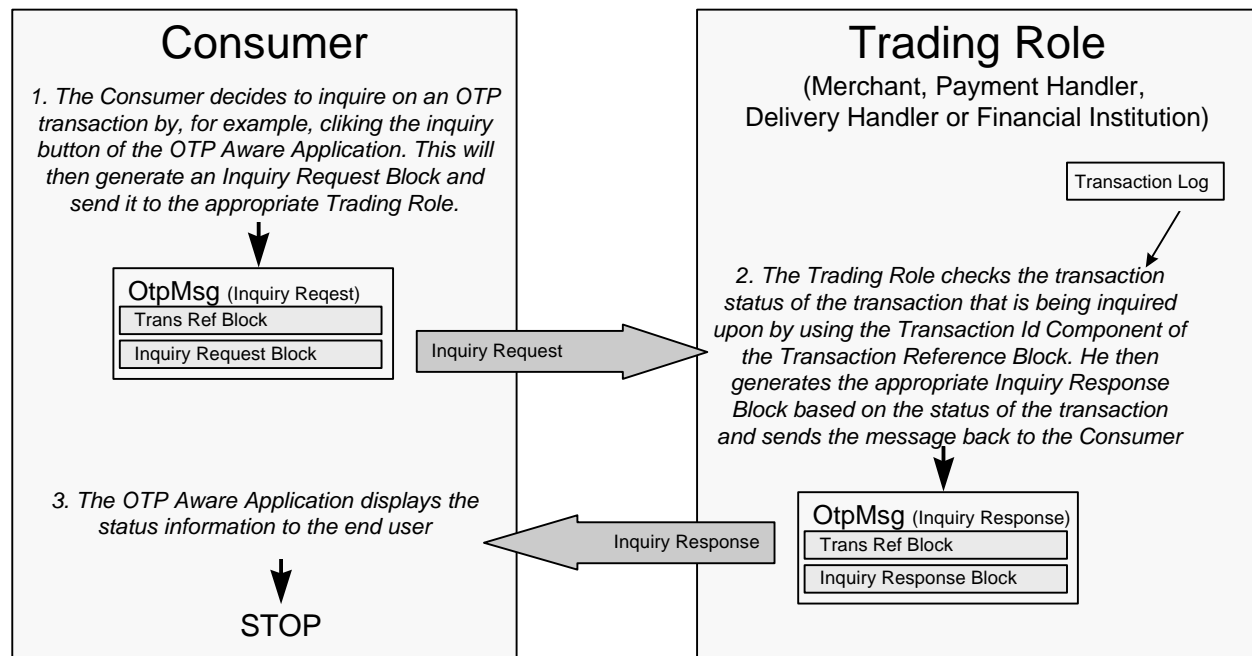 Consumer
1. The Consumer decides to inquire on an OTP
transaction by, for example, cliking the inquiry
button of the OTP Aware Application. This will
then generate an Inquiry Request Block and
send it to the appropriate Trading Role.
OtpMsg (Inquiry Reqest)
Trans Ref Block
Inquiry Request Block
Inquiry Request
Trading Role
(Merchant, Payment Handler,
Delivery Handler or Financial Institution)
Transaction Log
2. The Trading Role checks the transaction
status of the transaction that is being inquired
upon by using the Transaction Id Component of
the Transaction Reference Block. He then
generates the appropriate Inquiry Response
Block based on the status of the transaction
and sends the message back to the Consumer
OtpMsg (Inquiry Response)
Trans Ref Block
Inquiry Response Block
Inquiry Response
3. The OTP Aware Application displays the
status information to the end user
STOP